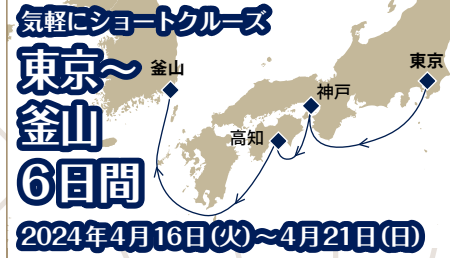 気軽にショートクルーズ
東京～
釜山
6日間
釜山
東京
神戸
高知
2024年4月16日(火)～4月21日(日)